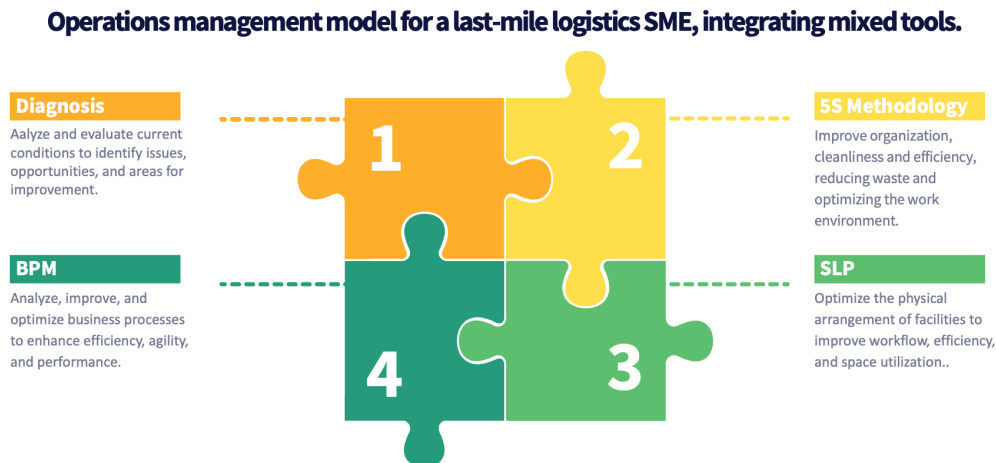 Operations management model for a last-mile logistics SME, integrating mixed tools.
Diagnosis
Aalyze and evaluate current
conditions to identify issues,
opportunities, and areas for
improvement.
1
2
5S Methodology
Improve organization,
cleanliness and efficiency,
reducing waste and
optimizing the work
environment.
BPM
Analyze, improve, and
optimize business processes
to enhance efficiency, agility,
and performance.
4
3
SLP
Optimize the physical
arrangement of facilities to
improve workflow, efficiency,
and space utilization..